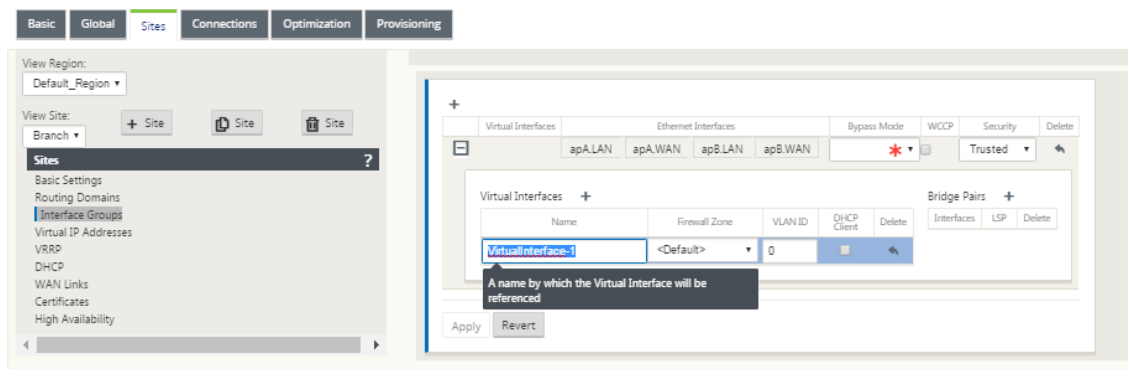 Basic Global Sites Connections Optimization Provisioning
View Region:
Default_Region
View Site:
Branch
+ Site Site Site
Sites ?
Basic Settings
Routing Domains
Interface Groups
Virtual IP Addresses
VRRP
DHCP
WAN Links
Certificates
High Availability
+
Virtual Interfaces Ethernet Interfaces Bypass Mode WCCP Security Delete
apA.LAN apA.WAN apB.LAN apB.WAN Trusted
Virtual Interfaces +
Name Firewall Zone VLAN ID DHCP Client Delete
VirtualInterface-1 <Default> 0
A name by which the Virtual Interface will be
referenced
Bridge Pairs +
Interfaces LSP Delete
Apply Revert